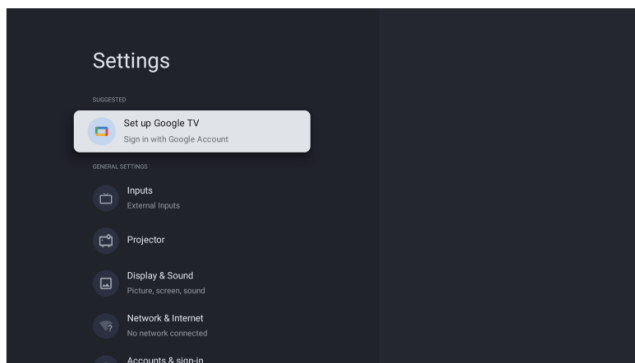 Settings
SUGGESTED
Set up Google TV
Sign in with Google Account
GENERAL SETTINGS
Inputs
External Inputs
Projector
Display & Sound
Picture, screen, sound
Network & Internet
No network connected
Accounts & sign-in